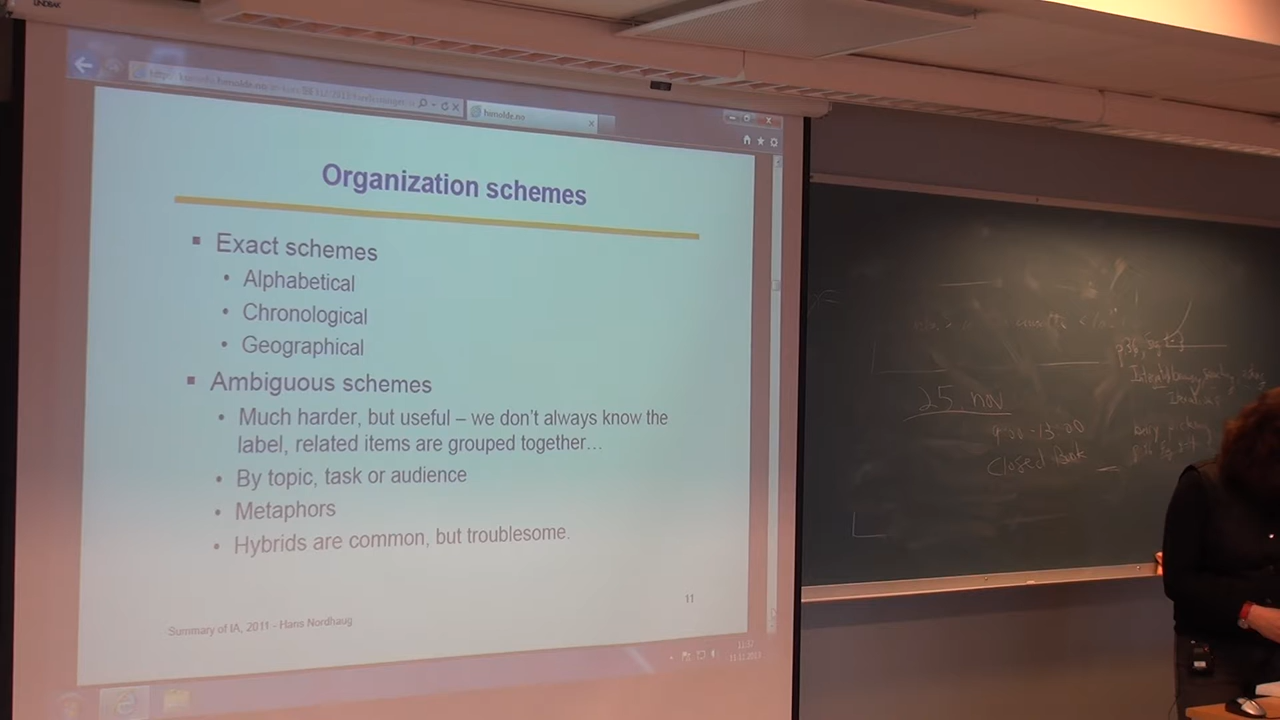 himolde.no
Organization schemes
▪ Exact schemes
• Alphabetical
• Chronological
• Geographical
▪ Ambiguous schemes
• Much harder, but useful – we don't always know the
label, related items are grouped together…
• By topic, task or audience
• Metaphors
• Hybrids are common, but troublesome.
11
Summary of IA, 2011 - Hans Nordhaug
25 nov
9:00-13:00
Closed Book